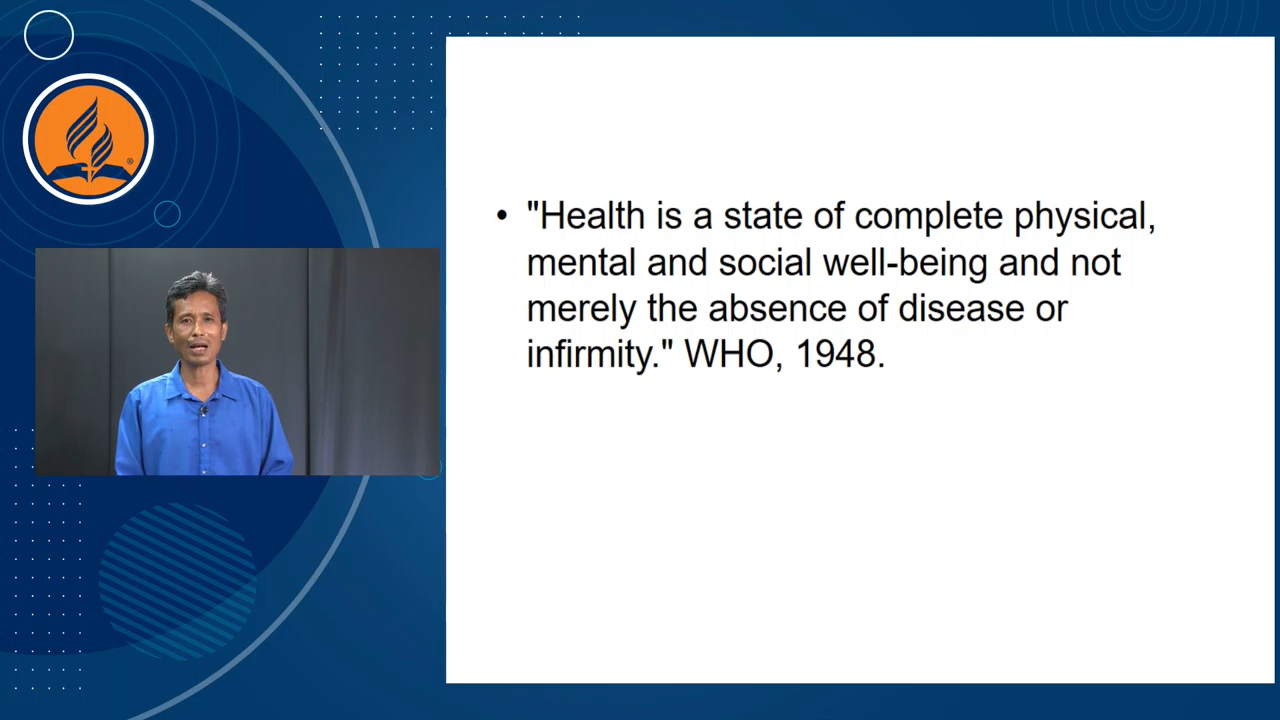 • "Health is a state of complete physical,
mental and social well-being and not
merely the absence of disease or
infirmity." WHO, 1948.
®